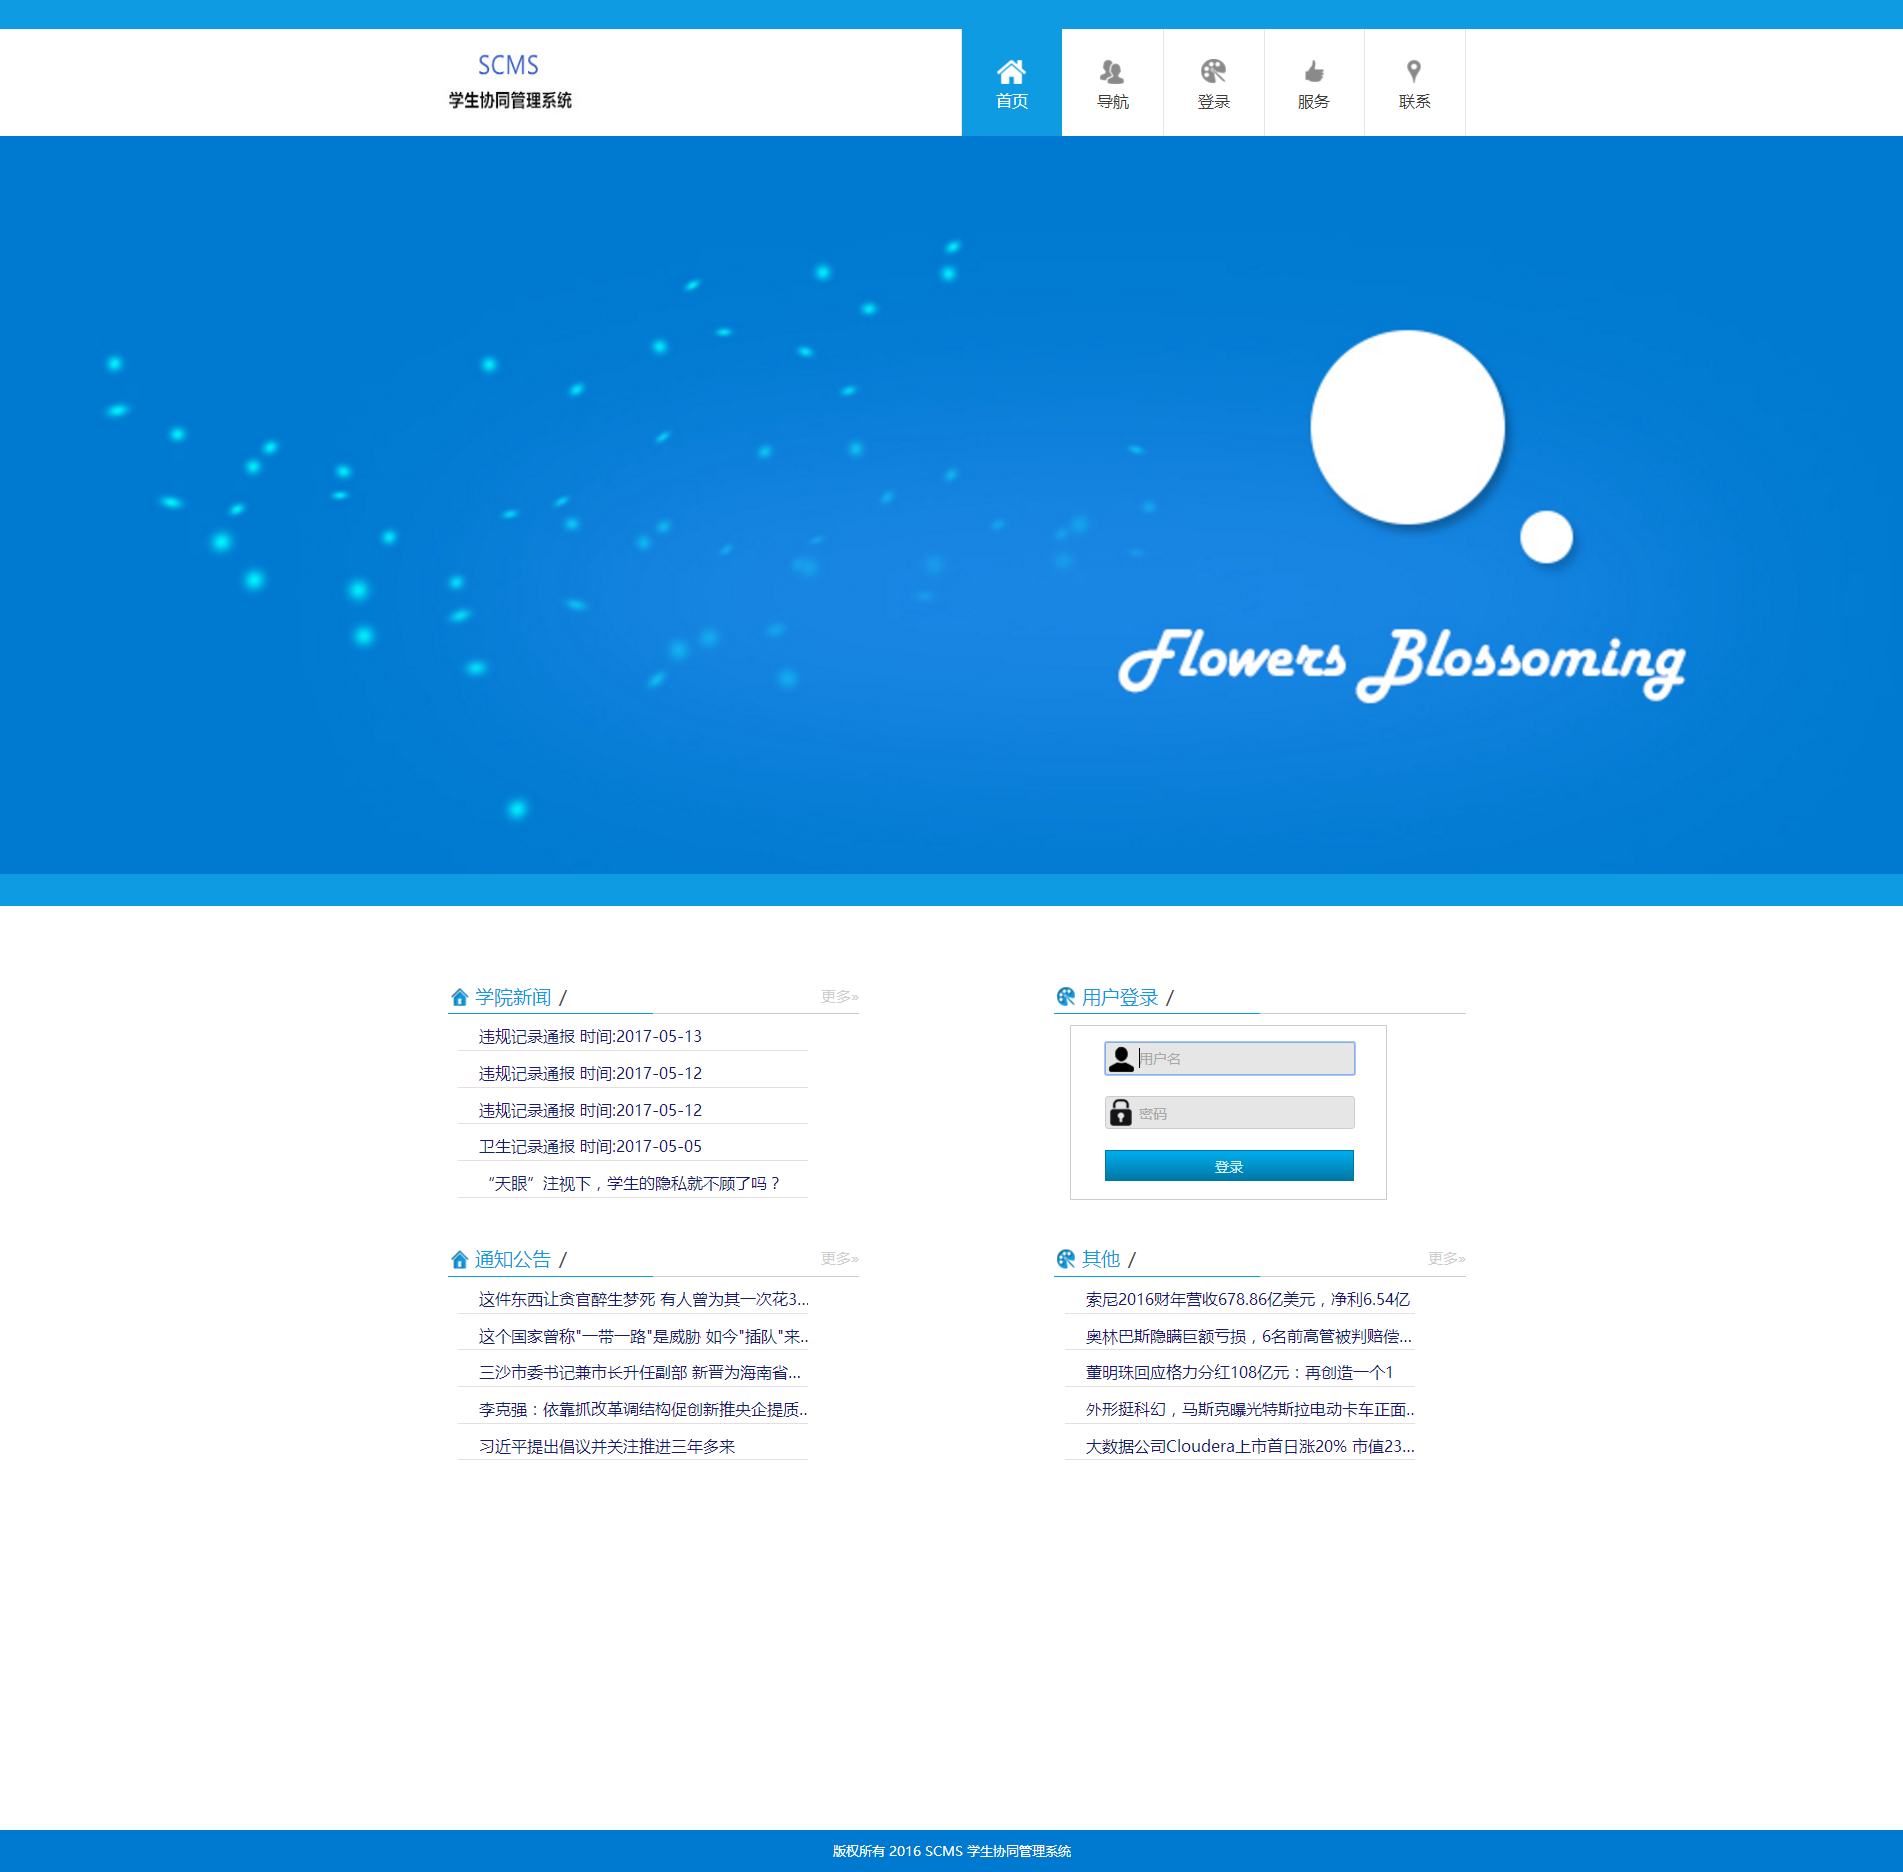 SCMS
学生协同管理系统
首页
导航
登录
服务
联系
Flowers Blossoming
学院新闻 /
更多»
违规记录通报 时间:2017-05-13
违规记录通报 时间:2017-05-12
违规记录通报 时间:2017-05-12
卫生记录通报 时间:2017-05-05
“天眼”注视下，学生的隐私就不顾了吗？
用户登录 /
用户名
密码
登录
通知公告 /
更多»
这件东西让贪官醉生梦死 有人曾为其一次花3...
这个国家曾称"一带一路"是威胁 如今"插队"来..
三沙市委书记兼市长升任副部 新晋为海南省...
李克强：依靠抓改革调结构促创新推央企提质..
习近平提出倡议并关注推进三年多来
其他 /
更多»
索尼2016财年营收678.86亿美元，净利6.54亿
奥林巴斯隐瞒巨额亏损，6名前高管被判赔偿...
董明珠回应格力分红108亿元：再创造一个1
外形挺科幻，马斯克曝光特斯拉电动卡车正面..
大数据公司Cloudera上市首日涨20% 市值23...
版权所有 2016 SCMS 学生协同管理系统